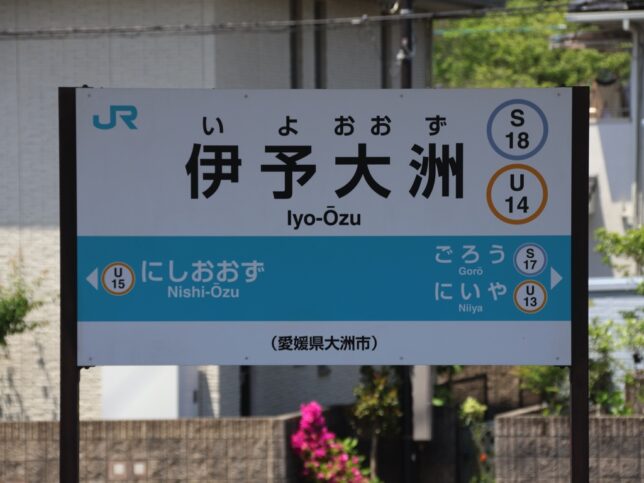 JR
いよおおず
伊予大洲
Iyo-Ōzu
S
18
U
14
U
15
にしおおず
Nishi-Ōzu
ごろう
Gorō
S
17
にいや
Niiya
U
13
（愛媛県大洲市）